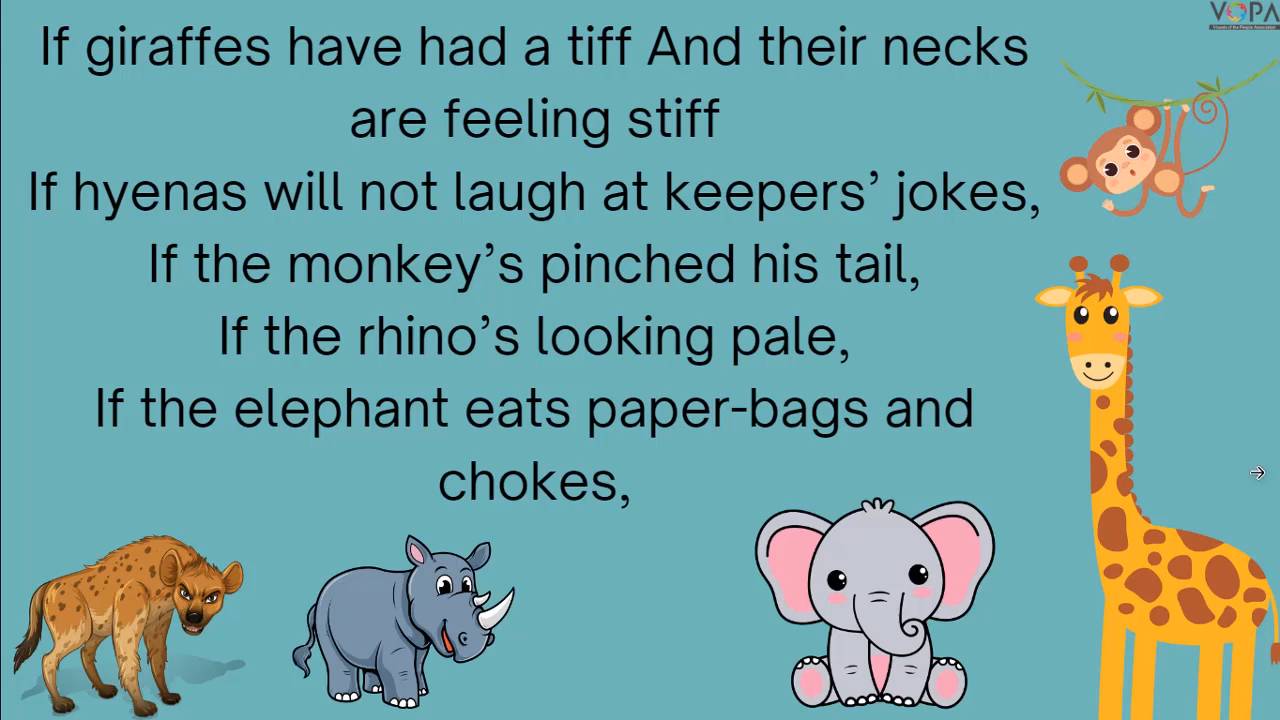 VOPA
If giraffes have had a tiff And their necks
are feeling stiff
If hyenas will not laugh at keepers’ jokes,
If the monkey’s pinched his tail,
If the rhino’s looking pale,
If the elephant eats paper-bags and
chokes,